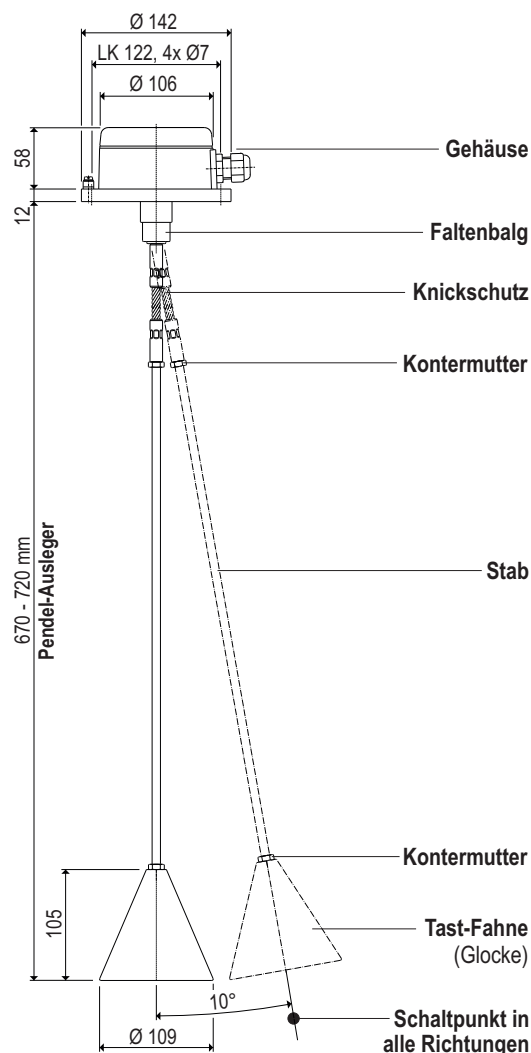 Ø 142
LK 122, 4x Ø7
Ø 106
58
12
Gehäuse
Faltenbalg
Knickschutz
Kontermutter
670 - 720 mm
Pendel-Ausleger
Stab
Kontermutter
105
Tast-Fahne
(Glocke)
10°
Ø 109
Schaltpunkt in
alle Richtungen